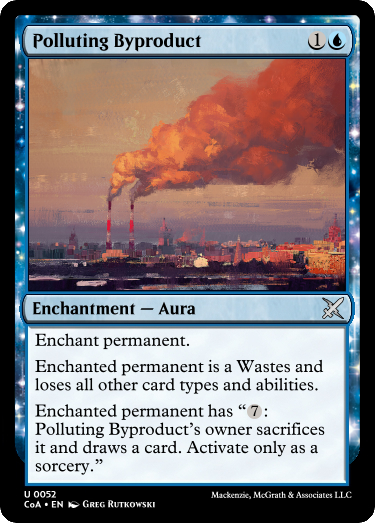 Polluting Byproduct 1
Enchantment — Aura
Enchant permanent.
Enchanted permanent is a Wastes and
loses all other card types and abilities.
Enchanted permanent has “7:
Polluting Byproduct’s owner sacrifices
it and draws a card. Activate only as a
sorcery.”
U 0052
CoA • EN Greg Rutkowski
Mackenzie, McGrath & Associates LLC